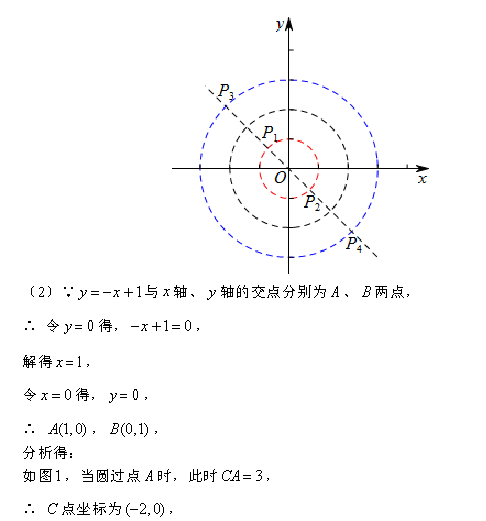 y
P₃
P₁
O
x
P₂
P₄
（2）∵ y=−x+1与x轴、y轴的交点分别为A、B两点，
∴ 令y=0得，−x+1=0，
解得x=1，
令x=0得，y=0，
∴ A(1,0)，B(0,1)，
分析得：
如图1，当圆过点A时，此时CA=3，
∴ C点坐标为(−2,0)，